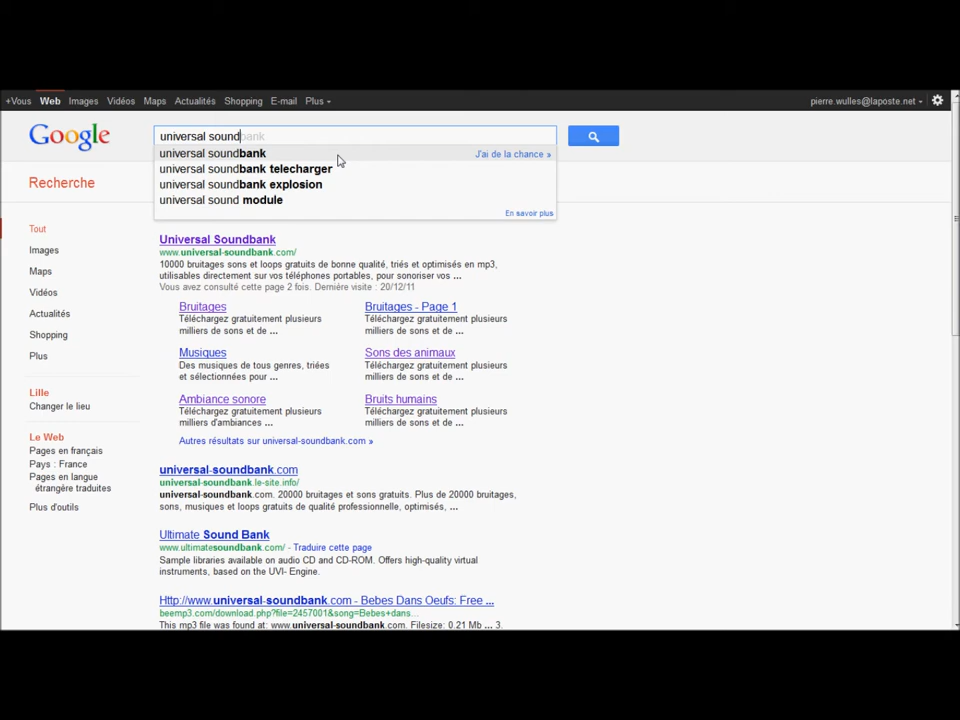 +Vous Web Images Vidéos Maps Actualités Shopping E-mail Plus pierre.wulles@laposte.net
Google
universal soundbank
universal soundbank J'ai de la chance »
universal soundbank telecharger
universal soundbank explosion
universal sound module
En savoir plus
Recherche
Tout
Images
Maps
Vidéos
Actualités
Shopping
Plus
Lille
Changer le lieu
Le Web
Pages en français
Pays : France
Pages en langue
étrangère traduites
Plus d'outils
Universal Soundbank
www.universal-soundbank.com/
10000 bruitages sons et loops gratuits de bonne qualité, triés et optimisés en mp3,
utilisables directement sur vos téléphones portables, pour sonoriser vos ...
Vous avez consulté cette page 2 fois. Dernière visite : 20/12/11
Bruitages
Téléchargez gratuitement plusieurs
milliers de sons et de ...
Bruitages - Page 1
Téléchargez gratuitement plusieurs
milliers de sons et de ...
Musiques
Des musiques de tous genres, triées
et sélectionnées pour ...
Sons des animaux
Téléchargez gratuitement plusieurs
milliers de sons et de ...
Ambiance sonore
Téléchargez gratuitement plusieurs
milliers d'ambiances ...
Bruits humains
Téléchargez gratuitement plusieurs
milliers de sons et de ...
Autres résultats sur universal-soundbank.com »
universal-soundbank.com
universal-soundbank.le-site.info/
universal-soundbank.com. 20000 bruitages et sons gratuits. Plus de 20000 bruitages,
sons, musiques et loops gratuits de qualité professionnelle, optimisés, ...
Ultimate Sound Bank
www.ultimatesoundbank.com/ - Traduire cette page
Sample libraries available on audio CD and CD-ROM. Offers high-quality virtual
instruments, based on the UVI- Engine.
Http://www.universal-soundbank.com - Bebes Dans Oeufs: Free ...
beemp3.com/download.php?file=2457001&song=Bebes+dans...
This mp3 file was found at: www.universal-soundbank.com. Filesize: 0.21 Mb ... 3.